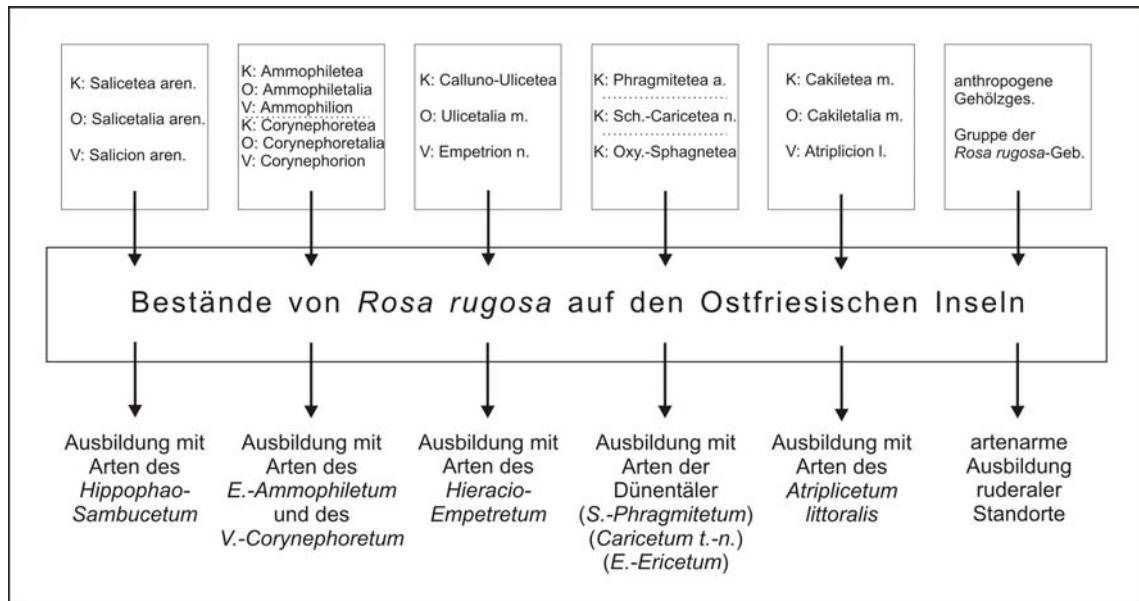 K: Salicetea aren.
O: Salicetalia aren.
V: Salicion aren.
K: Ammophiletea
O: Ammophiletalia
V: Ammophilion
K: Corynephoretea
O: Corynephoretalia
V: Corynephorion
K: Calluno-Ulicetea
O: Ulicetalia m.
V: Empetrion n.
K: Phragmitetea a.
K: Sch.-Caricetea n.
K: Oxy.-Sphagnetea
K: Cakiletea m.
O: Cakiletalia m.
V: Atriplicion l.
anthropogene
Gehölzges.
Gruppe der
Rosa rugosa-Geb.
Bestände von Rosa rugosa auf den Ostfriesischen Inseln
Ausbildung mit
Arten des
Hippophao-
Sambucetum
Ausbildung mit
Arten des
E.-Ammophiletum
und des
V.-Corynephoretum
Ausbildung mit
Arten des
Hieracio-
Empetretum
Ausbildung mit
Arten der
Dünentäler
(S.-Phragmitetum)
(Caricetum t.-n.)
(E.-Ericetum)
Ausbildung mit
Arten des
Atriplicetum
littoralis
artenarme
Ausbildung
ruderaler
Standorte